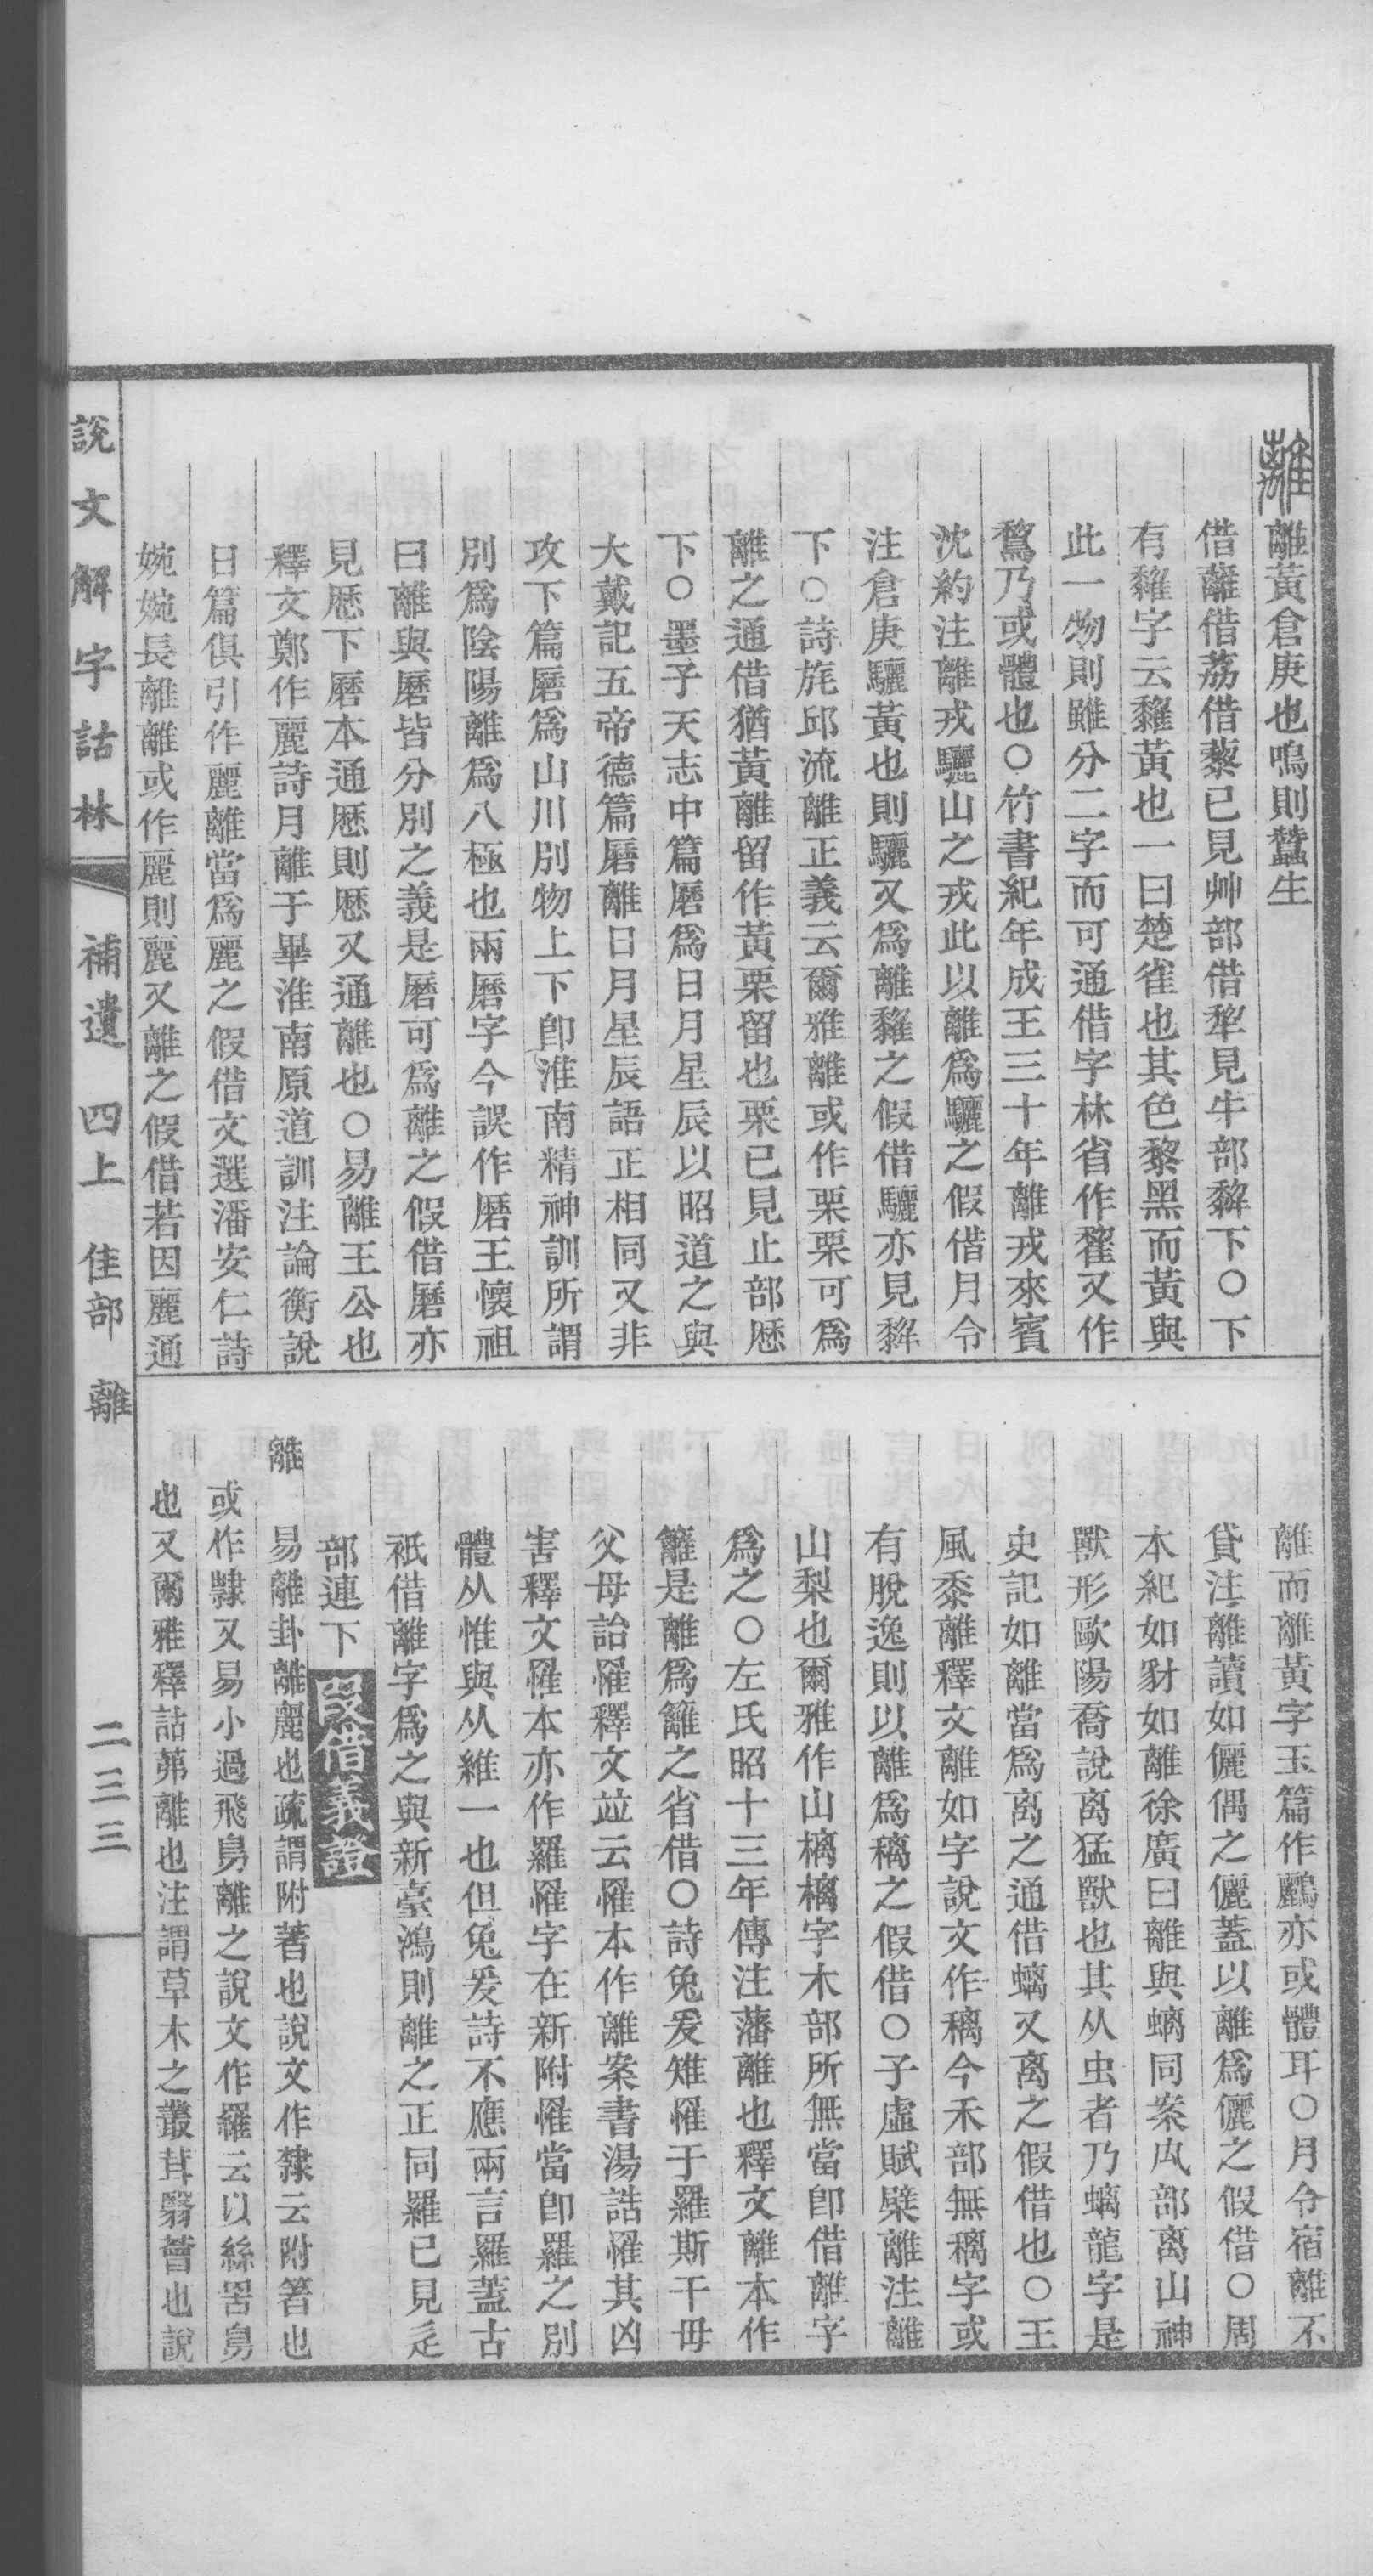 離黃倉庚也鳴則蠶生
借蘺借荔借藜已見艸部借犂見牛部黎下○下
有雡字云雡黃也一曰楚雀也其色黎黑而黃與
此一物則雖分二字而可通借字林省作雡又作
鶩乃或體也○竹書紀年成王三十年離戎來賓
沈約注離戎驪山之戎此以離爲驪之假借月令
注倉庚驪黃也則驪又爲離雡之假借驪亦見黎
下○詩旄邱流離正義云爾雅離或作栗栗可爲
離之通借猶黃離留作黃栗留也栗已見止部歷
下○墨子天志中篇磿爲日月星辰以昭道之與
大戴記五帝德篇磿離日月星辰語正相同又非
攻下篇磿爲山川別物上下卽淮南精神訓所謂
別爲陰陽離爲八極也兩磿字今誤作磨王懷祖
曰離與磿皆分別之義是磿可爲離之假借磿亦
見歷下磿本通歷則歷又通離也○易離王公也
釋文鄭作麗詩月離于畢淮南原道訓注論衡說
日篇俱引作麗離當爲麗之假借文選潘安仁詩
婉婉長離離或作麗則麗又離之假借若因麗通
離而離黃字玉篇作鸝亦或體耳○月令宿離不
貸注離讀如儷偶之儷蓋以離爲儷之假借○周
本紀如豺如離徐廣曰離與螭同案禸部离山神
獸形歐陽喬說离猛獸也其从虫者乃螭龍字是
史記如離當爲离之通借螭又离之假借也○王
風黍離釋文離如字說文作穲今禾部無穲字或
有脫逸則以離爲穲之假借○子虛賦檗離注離
山梨也爾雅作山樆樆字木部所無當卽借離字
爲之○左氏昭十三年傳注藩離也釋文離本作
籬是離爲籬之省借○詩兔爰雉罹于羅斯干毋
父母詒罹釋文竝云罹本作離案書湯誥罹其凶
害釋文罹本亦作羅罹字在新附罹當卽羅之別
體从惟與从維一也但兔爰詩不應兩言羅蓋古
衹借離字爲之與新臺鴻則離之正同羅已見辵
部連下 叚借義證
離 易離卦離麗也疏謂附著也說文作隸云附箸也
或作隸又易小過飛鳥離之說文作羅云以絲罟鳥
也又爾雅釋詁茀離也注謂草木之叢茸翳薈也說
說文解字詁林 補遺 四上 隹部 離 二三三